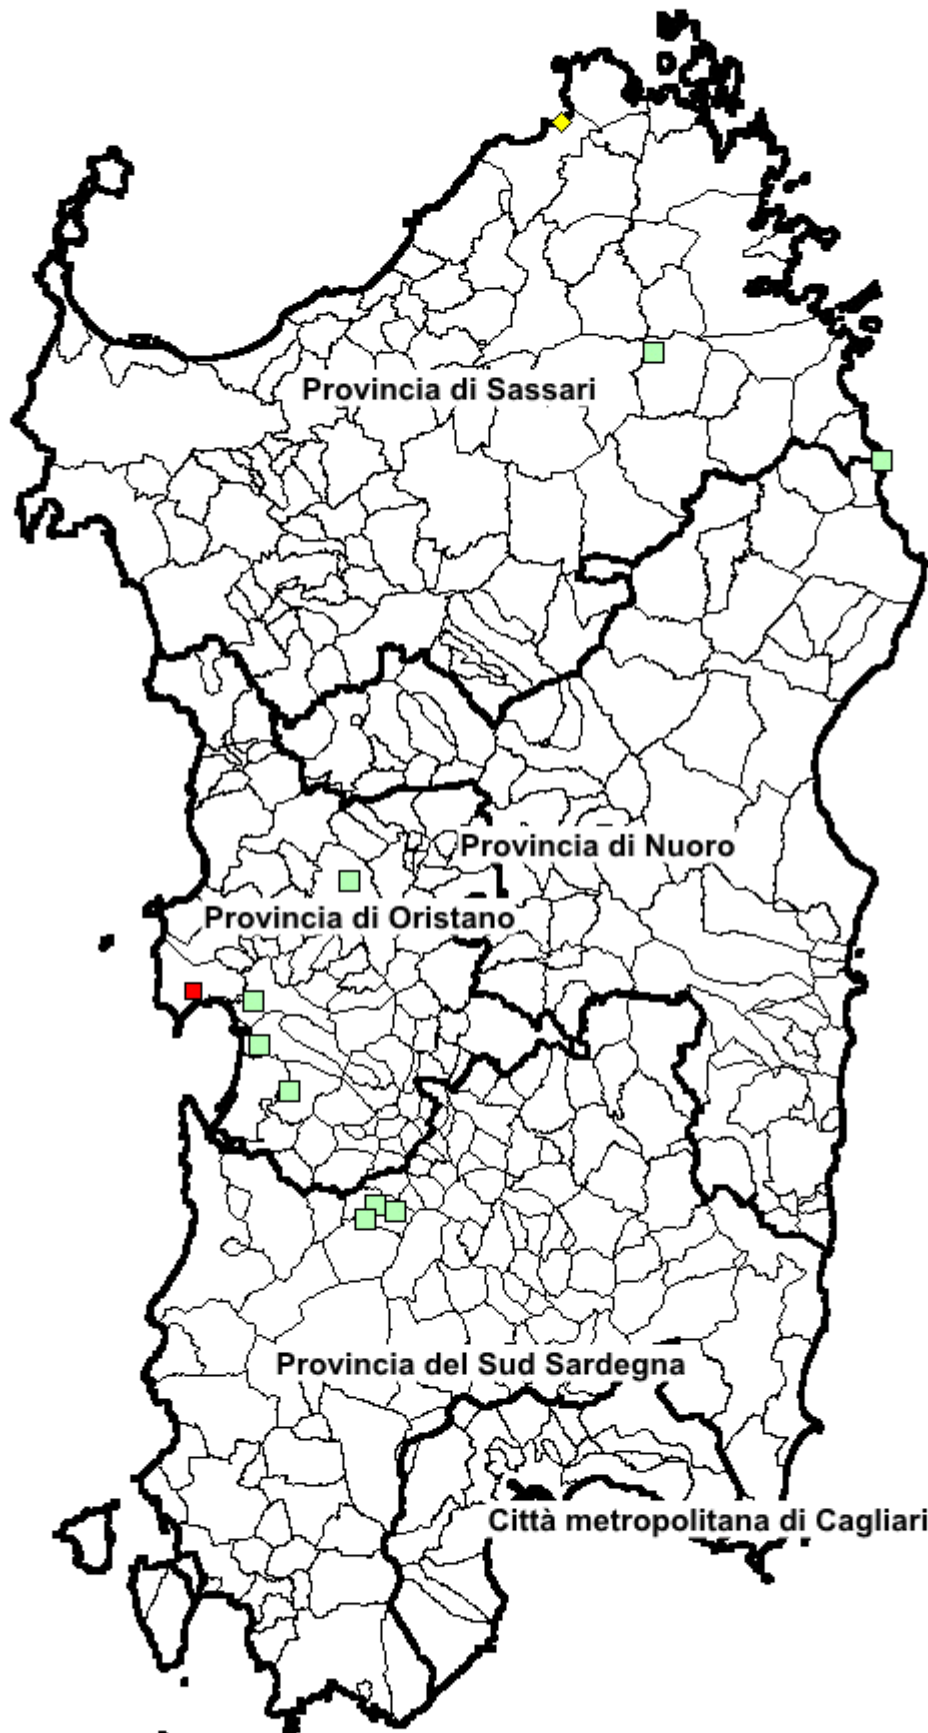 Provincia di Sassari
Provincia di Nuoro
Provincia di Oristano
Provincia del Sud Sardegna
Città metropolitana di Cagliari